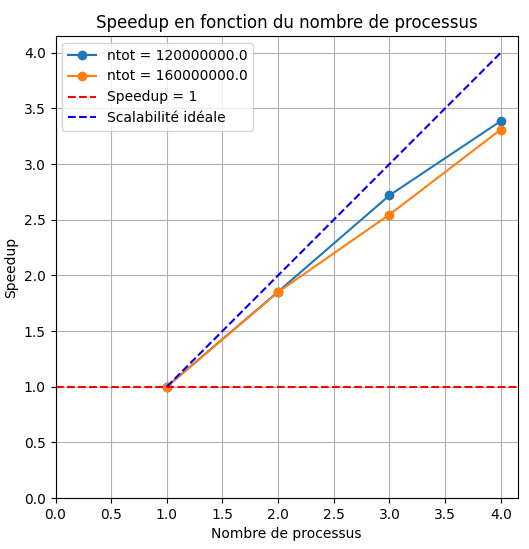 Speedup en fonction du nombre de processus
ntot = 120000000.0
ntot = 160000000.0
Speedup = 1
Scalabilité idéale
Speedup
4.0
3.5
3.0
2.5
2.0
1.5
1.0
0.5
0.0
0.0 0.5 1.0 1.5 2.0 2.5 3.0 3.5 4.0
Nombre de processus